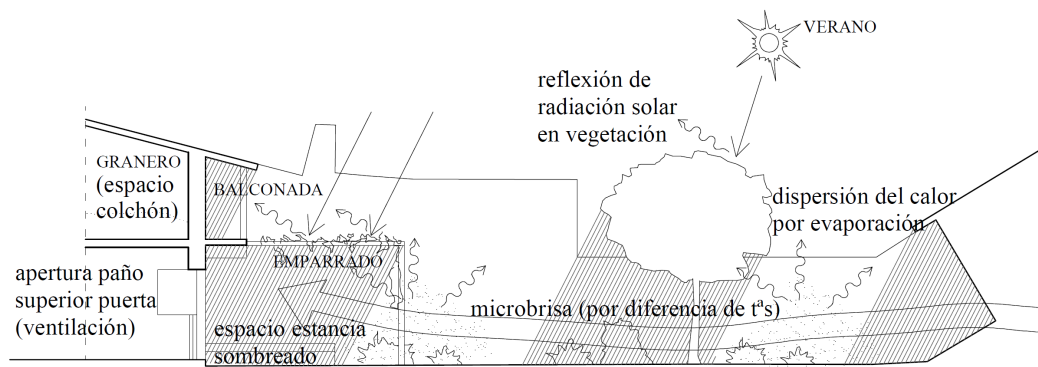 VERANO
reflexión de
radiación solar
en vegetación
GRANERO
(espacio
colchón)
BALCONADA
dispersión del calor
por evaporación
EMPARRADO
apertura paño
superior puerta
(ventilación)
microbrisa (por diferencia de tªs)
espacio estancia
sombreado